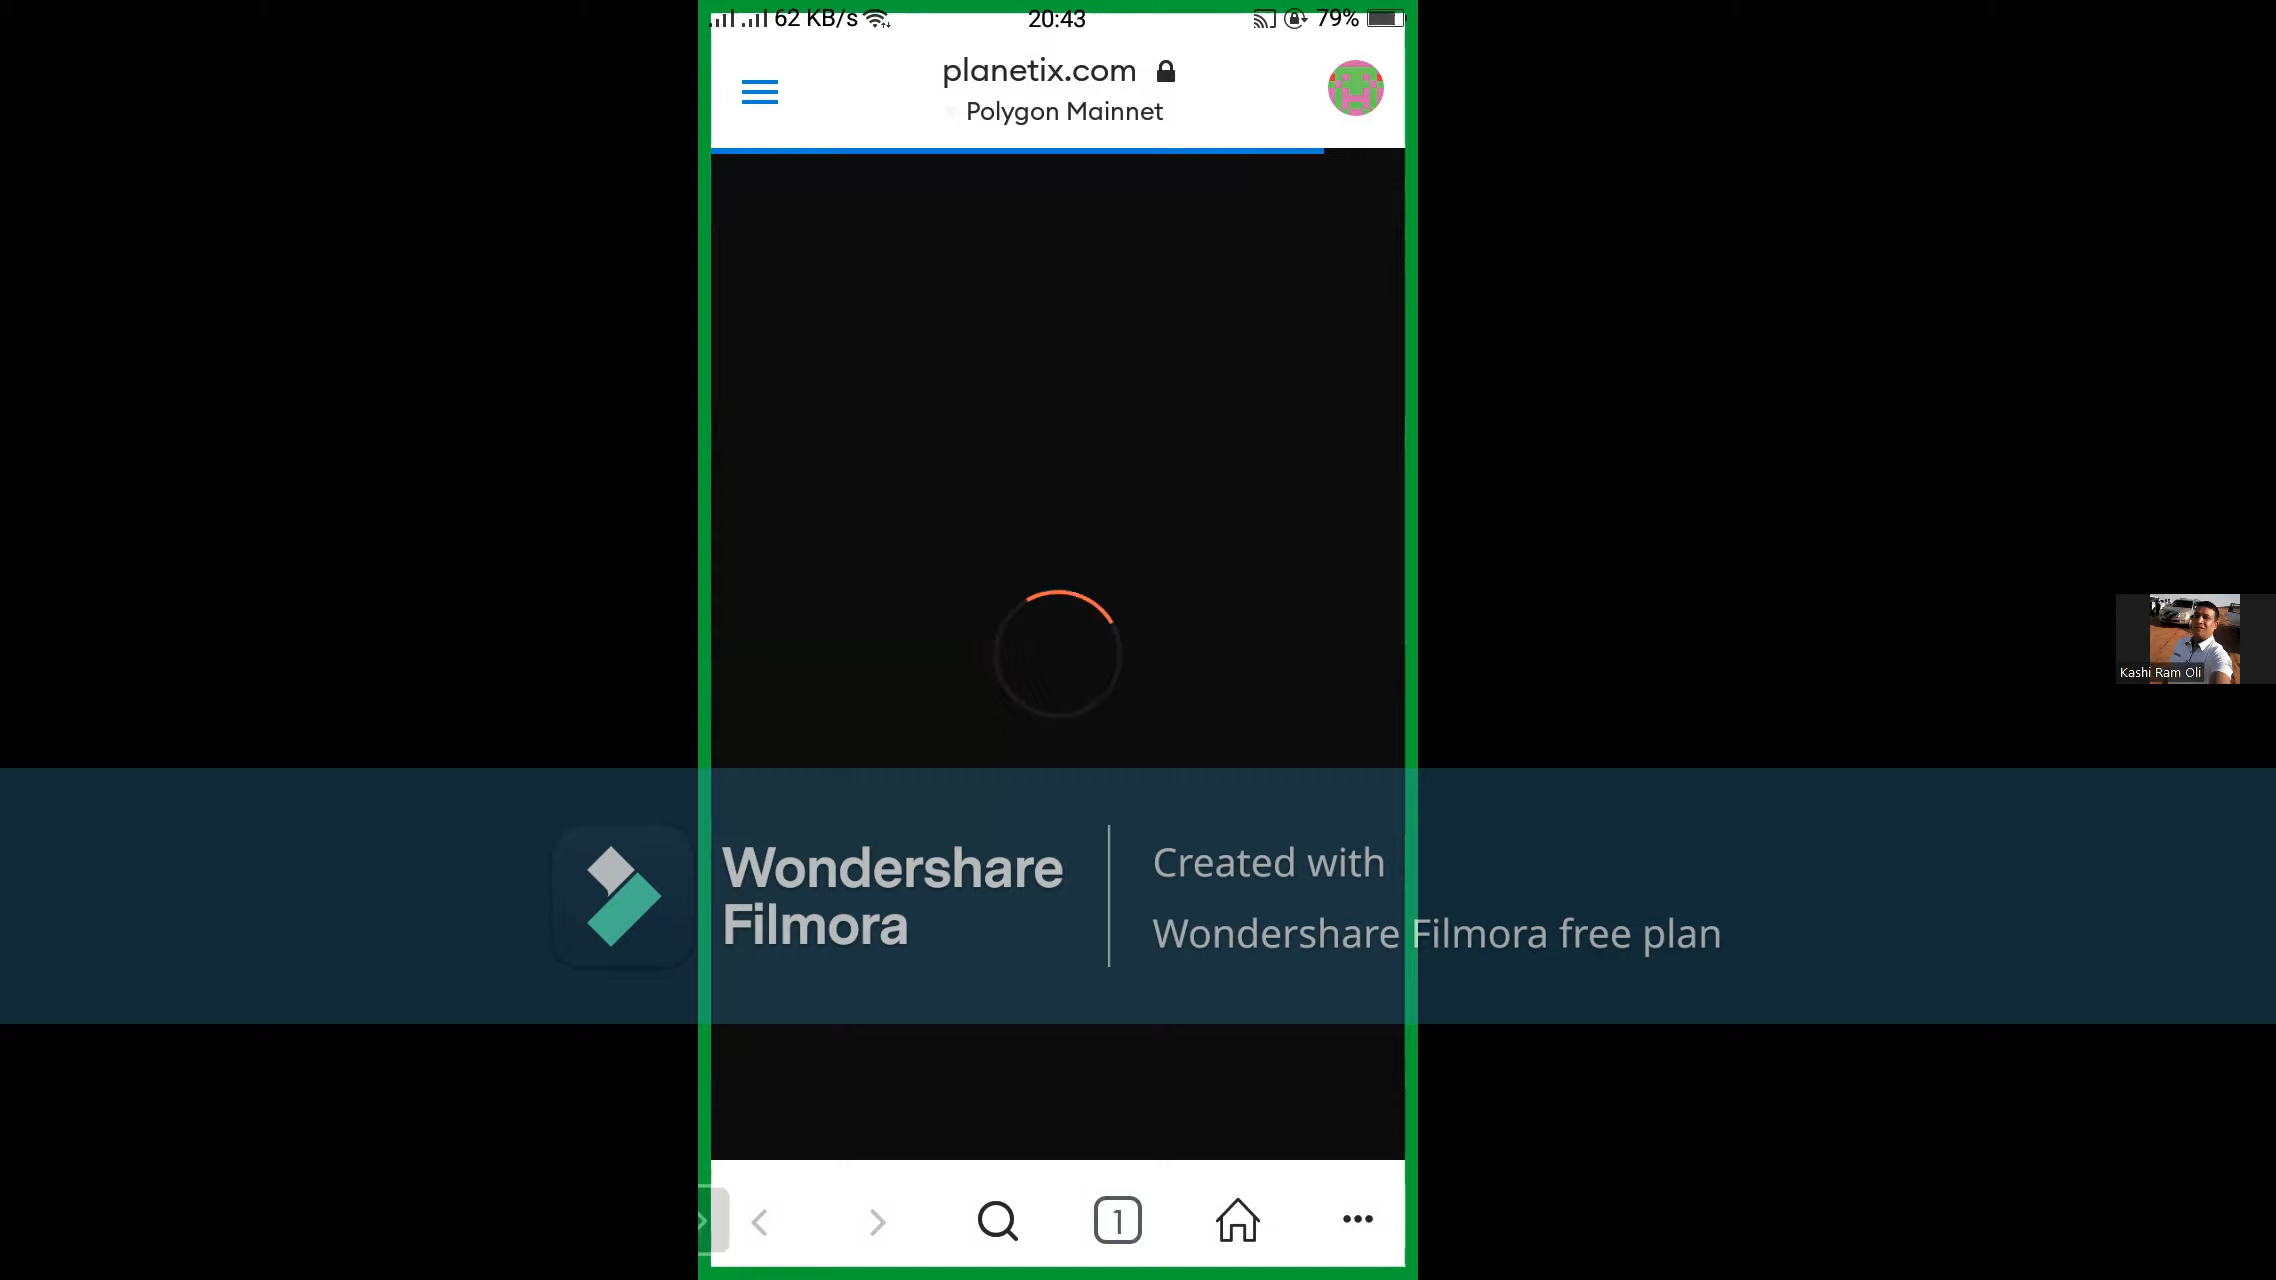 62 KB/s 20:43 79%
planetix.com
Polygon Mainnet
Kashi Ram Oli
Wondershare
Filmora
Created with
Wondershare Filmora free plan
1